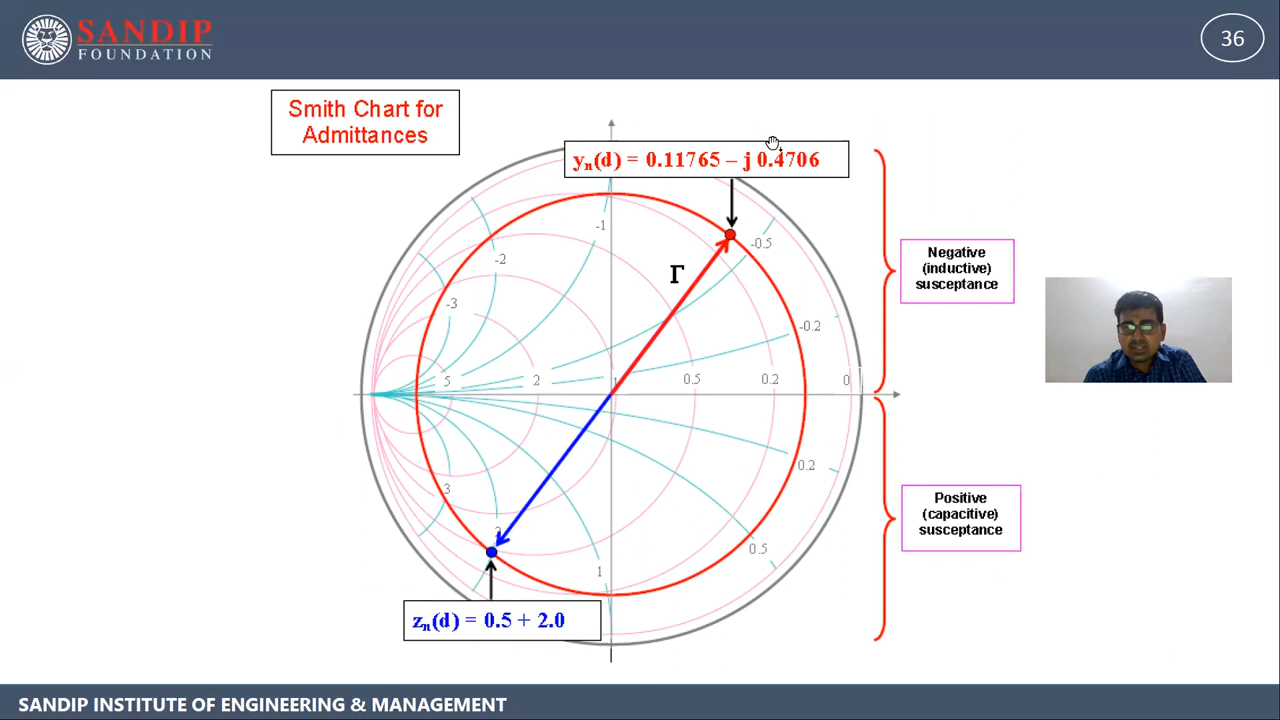 SANDIP
FOUNDATION
36
Smith Chart for
Admittances
yn(d) = 0.11765 – j 0.4706
-1
-0.5
-2
Γ
-3
-0.2
5
2
1
0.5
0.2
0
Negative
(inductive)
susceptance
0.2
3
2
0.5
1
Positive
(capacitive)
susceptance
zn(d) = 0.5 + 2.0
SANDIP INSTITUTE OF ENGINEERING & MANAGEMENT